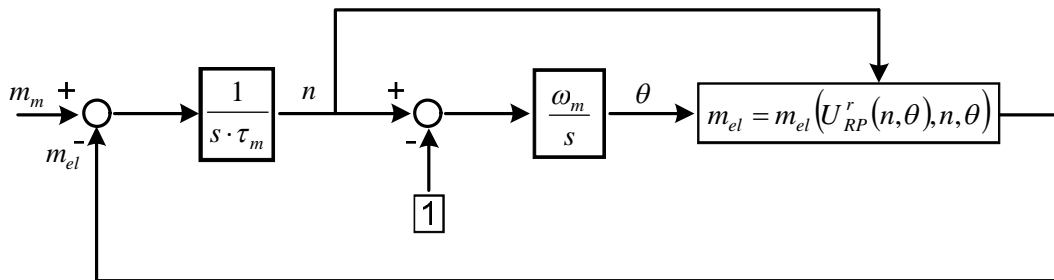 m_m + 1 / (s · τ_m) n + ω_m / s θ m_el = m_el(U^r_RP(n,θ), n, θ)
m_el - -
1